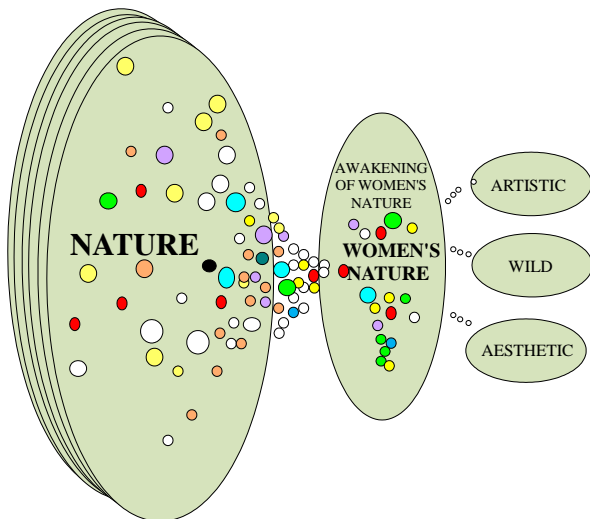 NATURE
AWAKENING
OF WOMEN'S
NATURE
WOMEN'S
NATURE
ARTISTIC
WILD
AESTHETIC